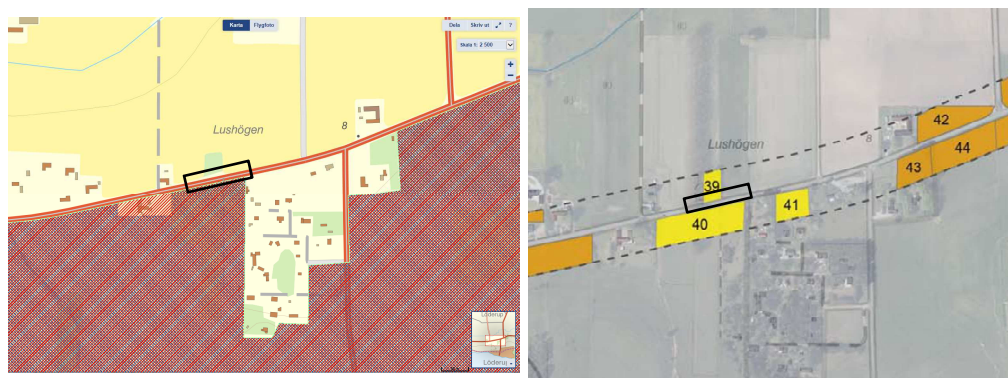 Karta Flygfoto
Dela Skriv ut ?
Skala 1: 2 500
+
−
Lushögen
8
Löderup
Löderup
8
42
Lushögen
44
43
39
41
40